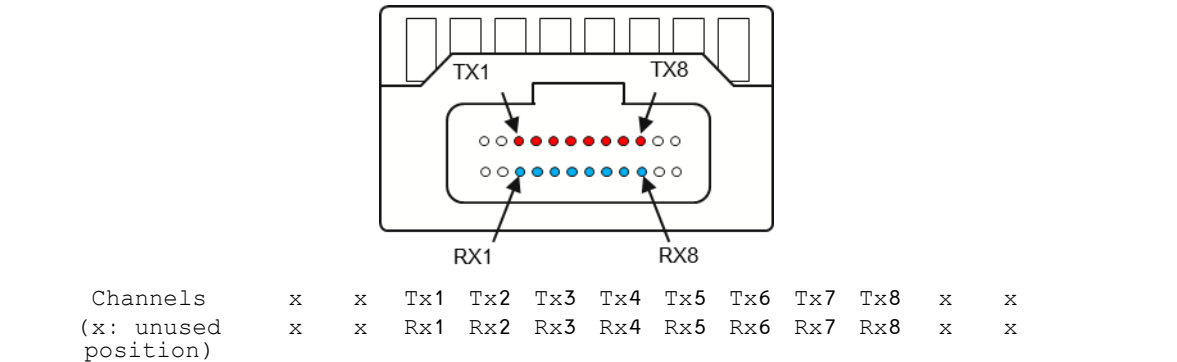 TX1 TX8
RX1 RX8
Channels x x Tx1 Tx2 Tx3 Tx4 Tx5 Tx6 Tx7 Tx8 x x
(x: unused x x Rx1 Rx2 Rx3 Rx4 Rx5 Rx6 Rx7 Rx8 x x
position)